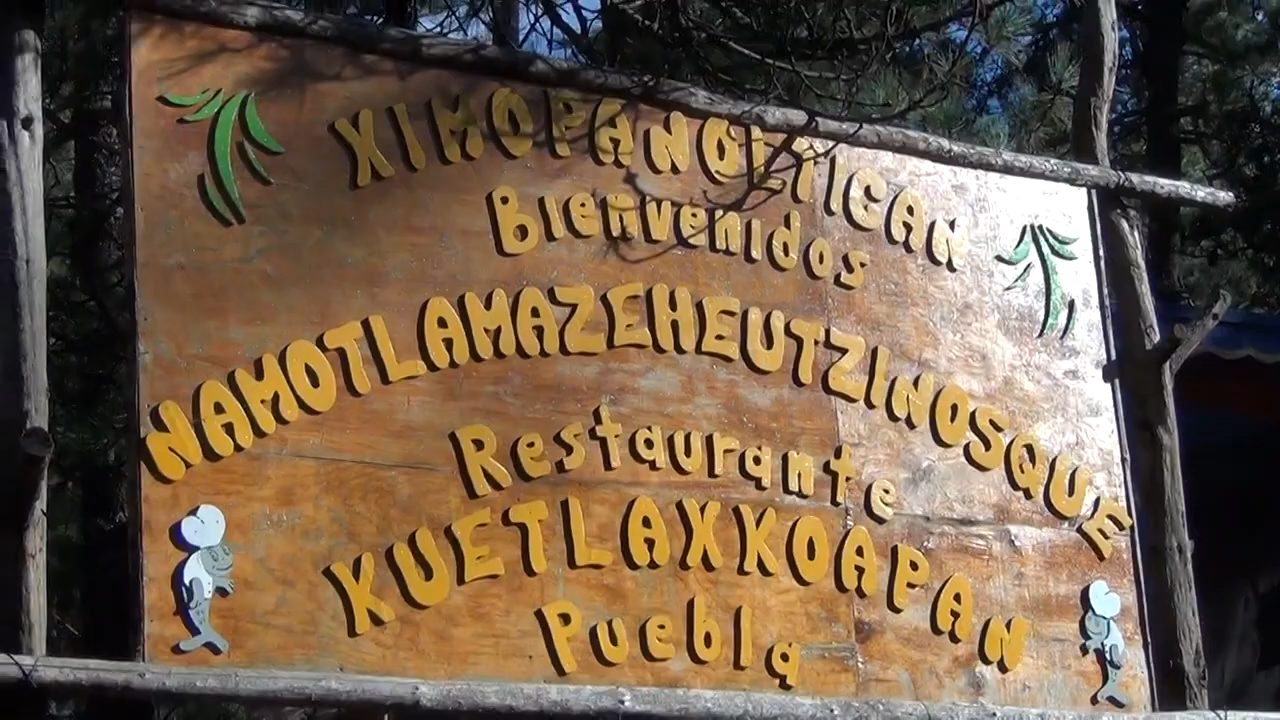 XIMOPANOLTICAN
Bienvenidos
NAMOTLAMAZEHEUTZINOSQUE
Restaurante
KUETLAXKOAPAN
Puebla